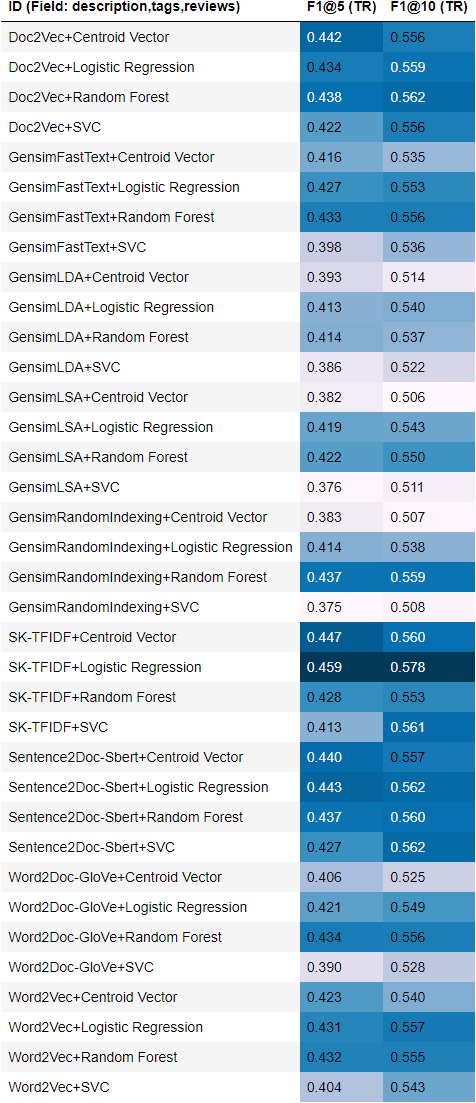 ID (Field: description,tags,reviews) F1@5 (TR) F1@10 (TR)
Doc2Vec+Centroid Vector 0.442 0.556
Doc2Vec+Logistic Regression 0.434 0.559
Doc2Vec+Random Forest 0.438 0.562
Doc2Vec+SVC 0.422 0.556
GensimFastText+Centroid Vector 0.416 0.535
GensimFastText+Logistic Regression 0.427 0.553
GensimFastText+Random Forest 0.433 0.556
GensimFastText+SVC 0.398 0.536
GensimLDA+Centroid Vector 0.393 0.514
GensimLDA+Logistic Regression 0.413 0.540
GensimLDA+Random Forest 0.414 0.537
GensimLDA+SVC 0.386 0.522
GensimLSA+Centroid Vector 0.382 0.506
GensimLSA+Logistic Regression 0.419 0.543
GensimLSA+Random Forest 0.422 0.550
GensimLSA+SVC 0.376 0.511
GensimRandomIndexing+Centroid Vector 0.383 0.507
GensimRandomIndexing+Logistic Regression 0.414 0.538
GensimRandomIndexing+Random Forest 0.437 0.559
GensimRandomIndexing+SVC 0.375 0.508
SK-TFIDF+Centroid Vector 0.447 0.560
SK-TFIDF+Logistic Regression 0.459 0.578
SK-TFIDF+Random Forest 0.428 0.553
SK-TFIDF+SVC 0.413 0.561
Sentence2Doc-Sbert+Centroid Vector 0.440 0.557
Sentence2Doc-Sbert+Logistic Regression 0.443 0.562
Sentence2Doc-Sbert+Random Forest 0.437 0.560
Sentence2Doc-Sbert+SVC 0.427 0.562
Word2Doc-GloVe+Centroid Vector 0.406 0.525
Word2Doc-GloVe+Logistic Regression 0.421 0.549
Word2Doc-GloVe+Random Forest 0.434 0.556
Word2Doc-GloVe+SVC 0.390 0.528
Word2Vec+Centroid Vector 0.423 0.540
Word2Vec+Logistic Regression 0.431 0.557
Word2Vec+Random Forest 0.432 0.555
Word2Vec+SVC 0.404 0.543